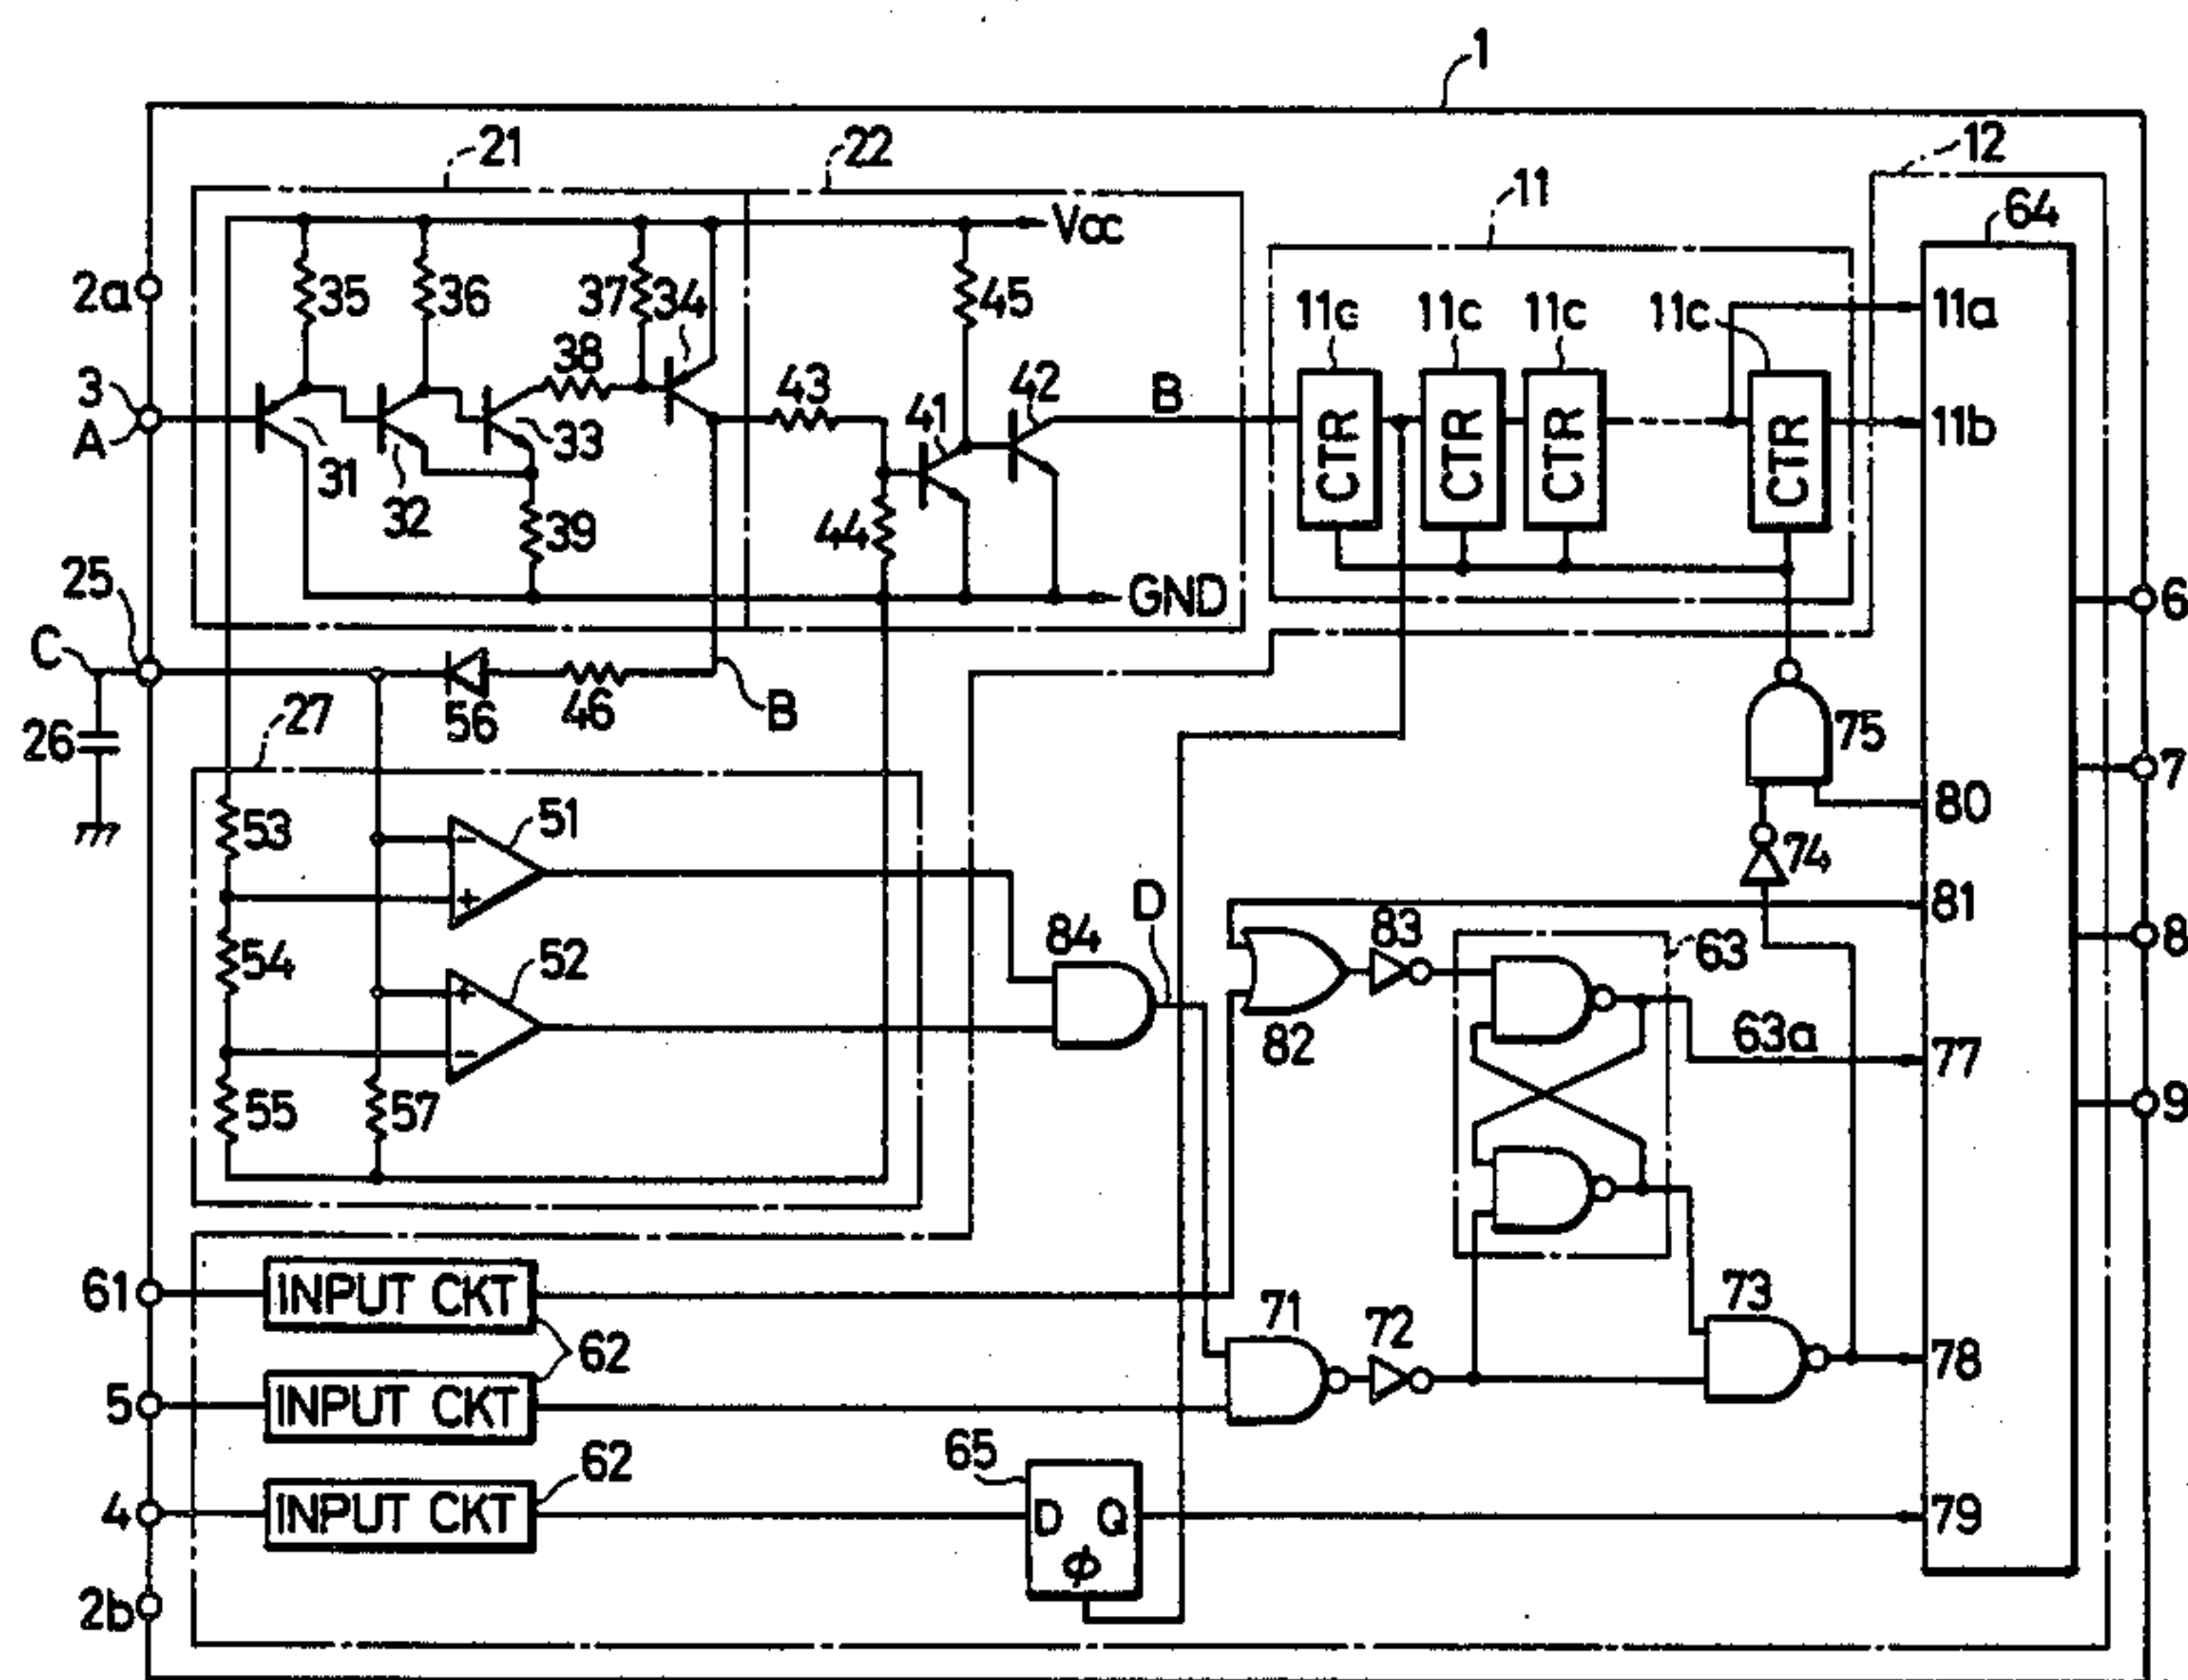 1
21
22
12
11
64
Vcc
2a
35
36
37
34
45
11c
11c
11c
11c
11a
38
3
A
43
42
B
41
11b
33
CTR
CTR
CTR
CTR
31
32
39
44
25
GND
6
C
27
56
46
B
26
75
7
80
53
51
74
81
D
83
63
8
84
54
52
82
63a
77
9
55
57
61
INPUT CKT
71
72
73
62
78
5
INPUT CKT
65
62
4
INPUT CKT
D
Q
79
Φ
2b
-
+
+
-